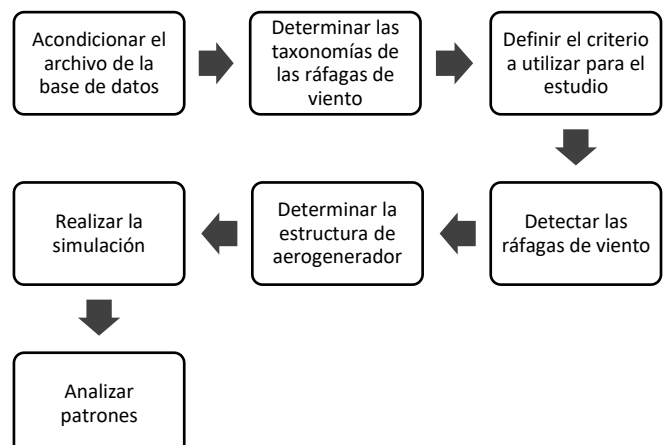 Acondicionar el
archivo de la
base de datos
Determinar las
taxonomías de
las ráfagas de
viento
Definir el criterio
a utilizar para el
estudio
Detectar las
ráfagas de viento
Determinar la
estructura de
aerogenerador
Realizar la
simulación
Analizar
patrones